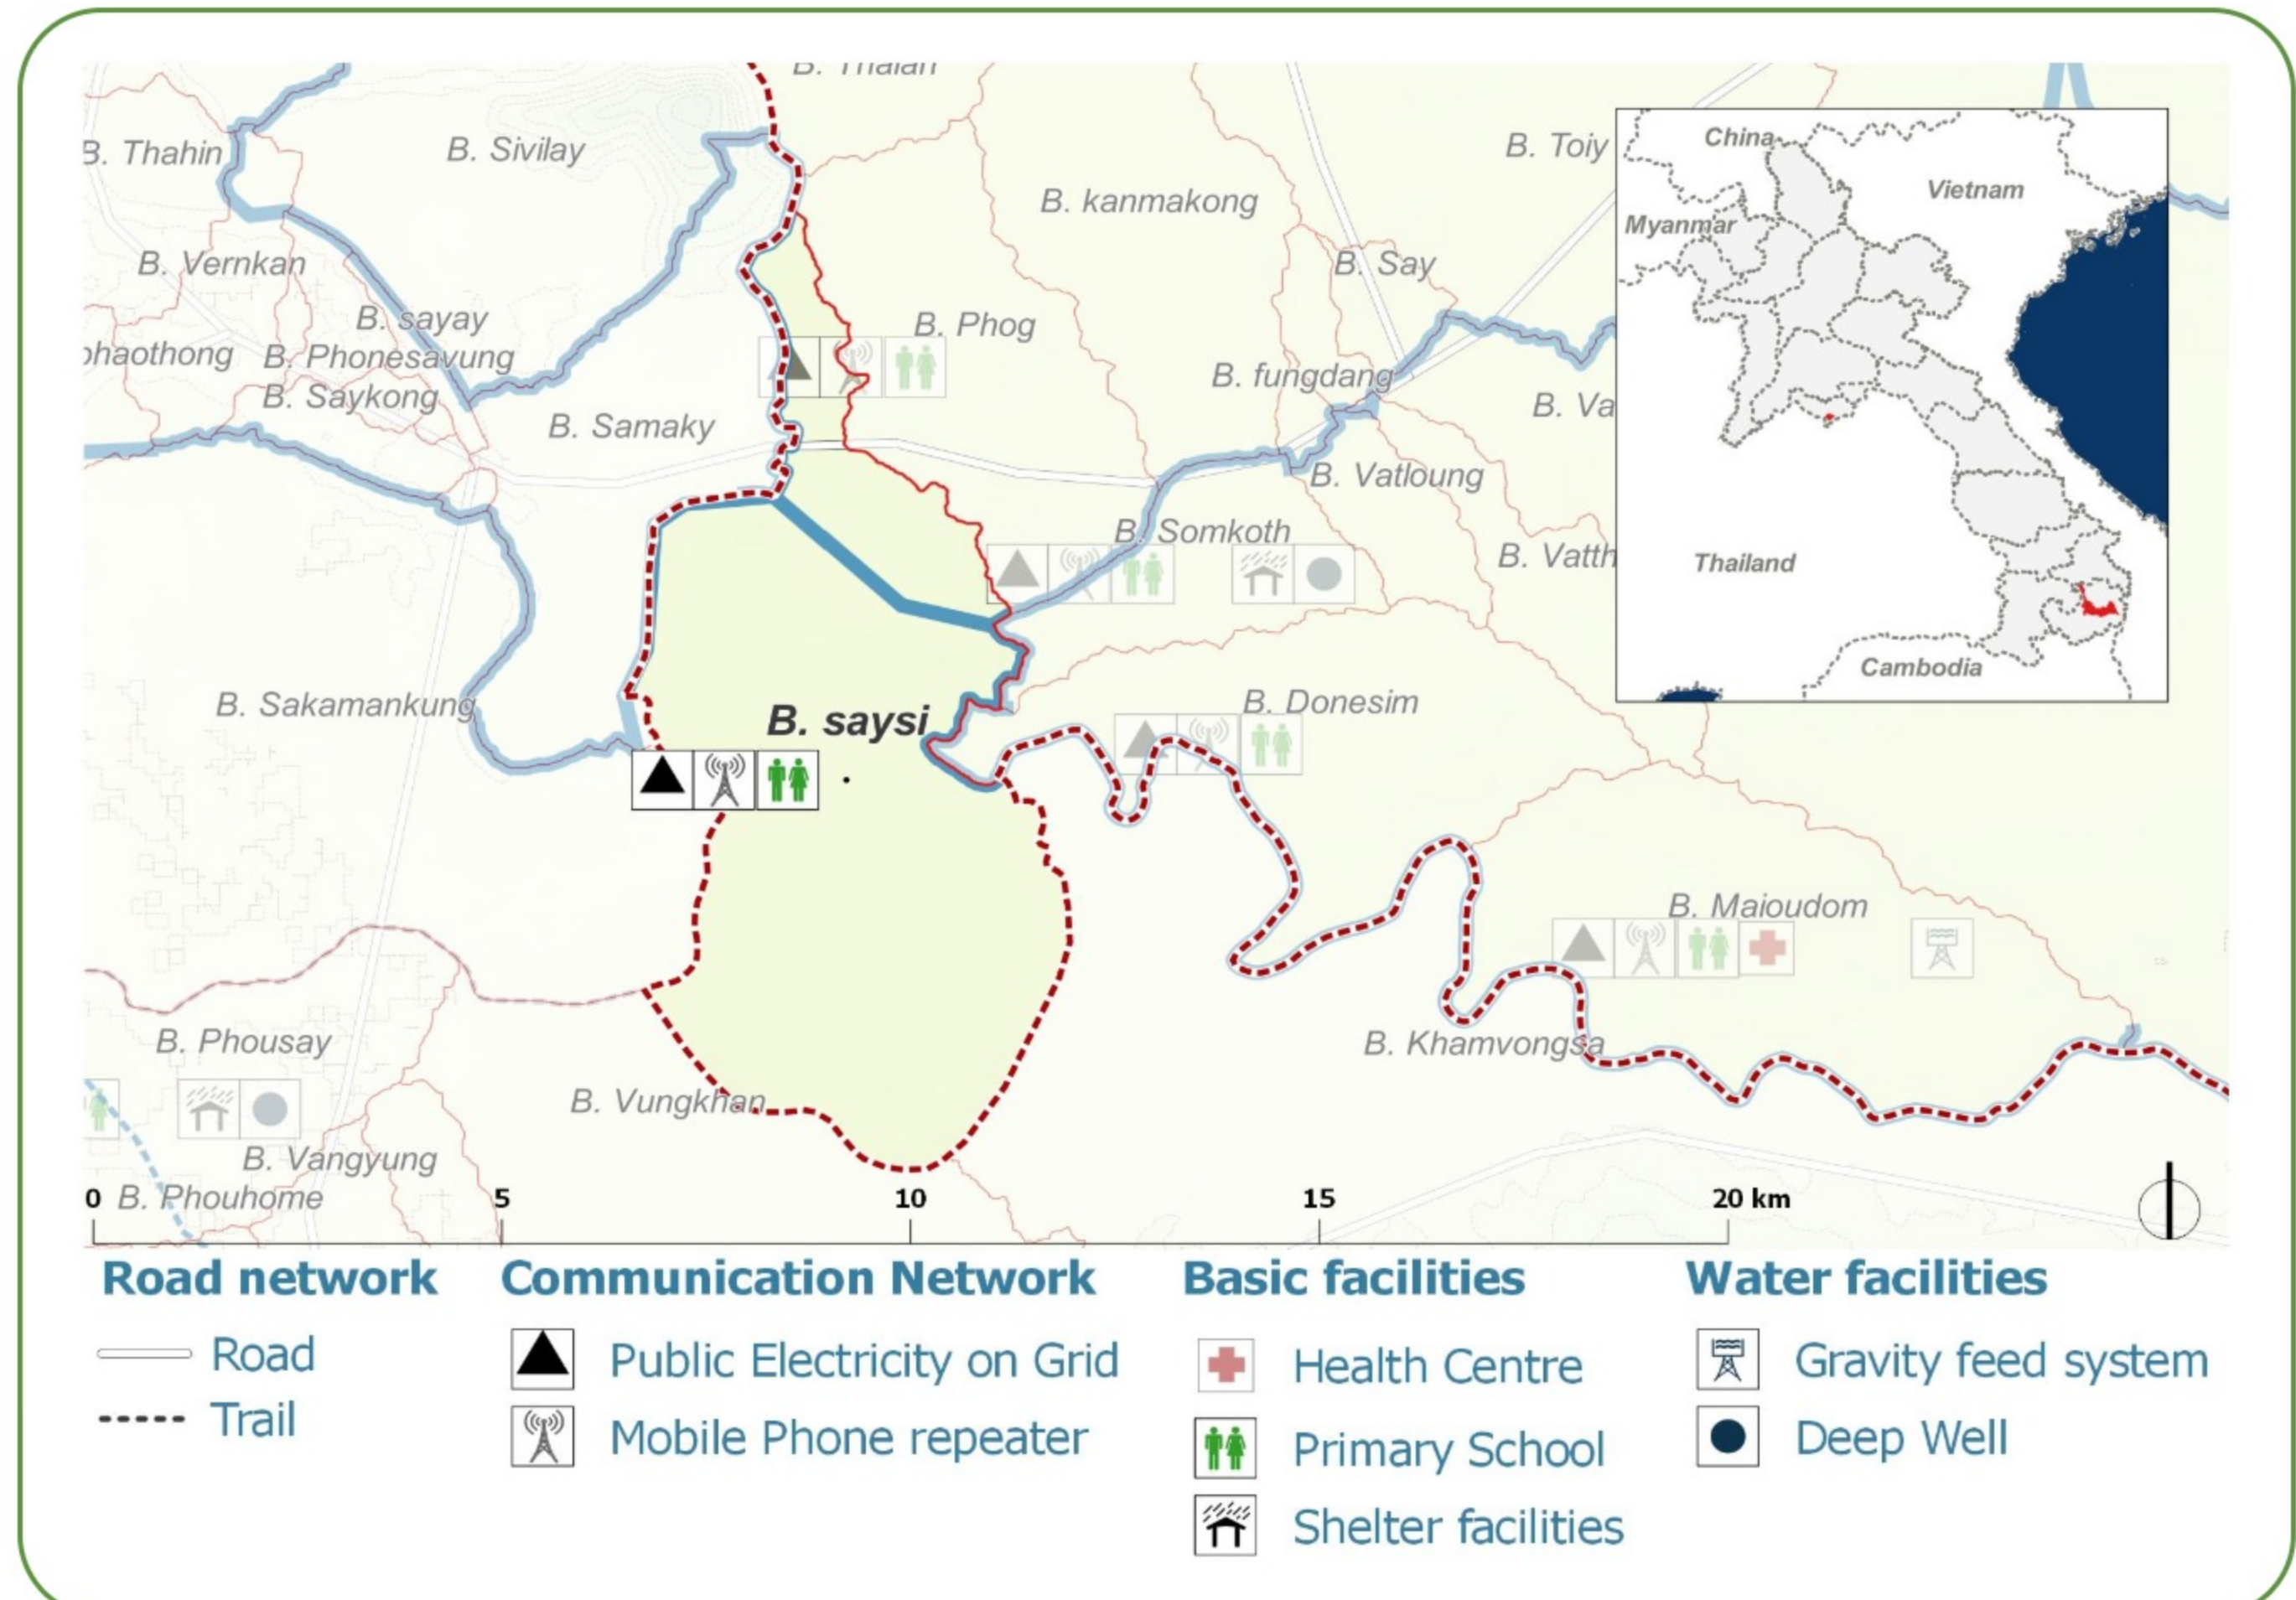 B. Thahin
B. Sivilay
B. kanmakong
B. Toiy
B. Vernkan
B. Say
B. sayay
B. Phog
phaothong
B. Phonesavung
B. fungdang
B. Saykong
B. Samaky
B. Va
B. Vatloung
B. Somkoth
B. Vatth
B. Sakamankung
B. saysi
B. Donesim
B. Maioudom
B. Phousay
B. Khamvongsa
B. Vungkhan
B. Vangyung
B. Phouhome
China
Vietnam
Myanmar
Thailand
Cambodia
0 5 10 15 20 km
Road network
Road
Trail
Communication Network
Public Electricity on Grid
Mobile Phone repeater
Basic facilities
Health Centre
Primary School
Shelter facilities
Water facilities
Gravity feed system
Deep Well